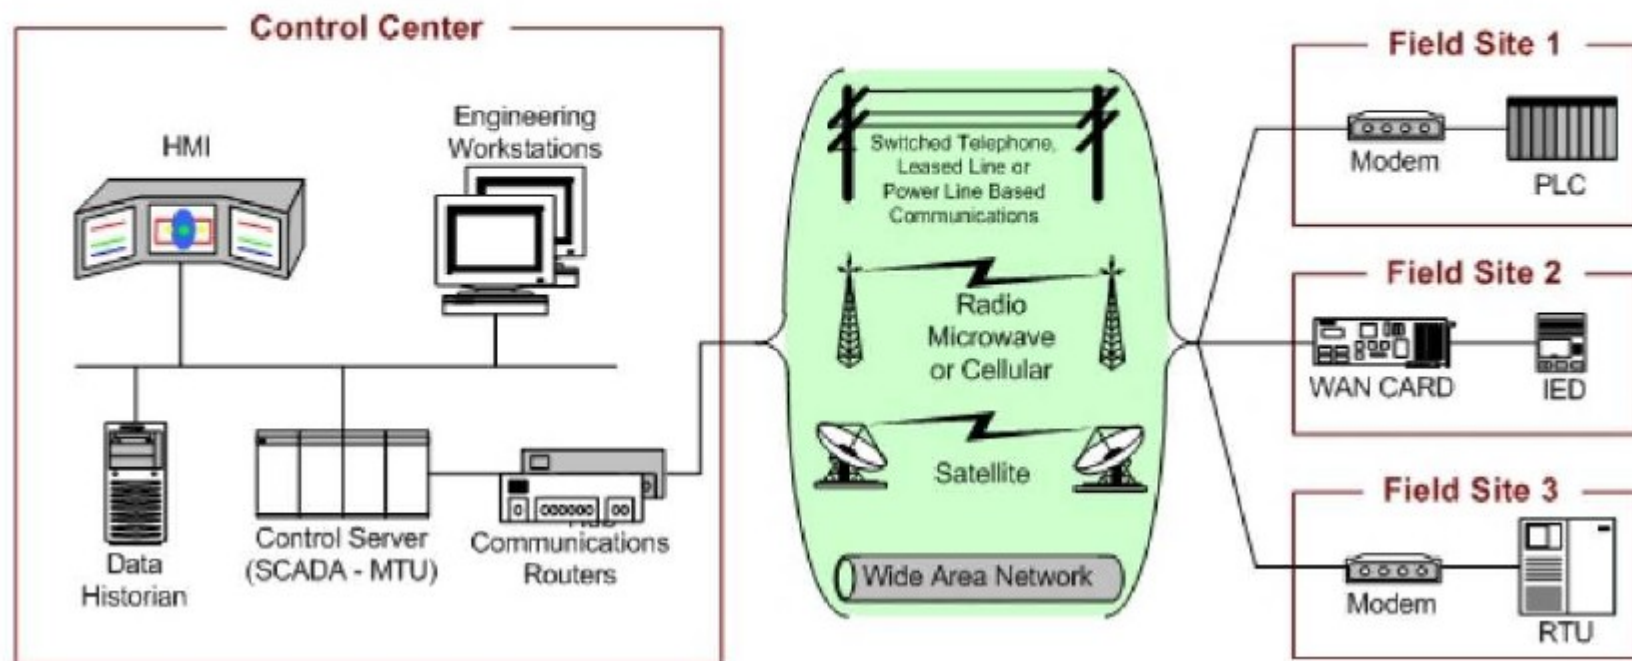 Control Center
HMI
Engineering
Workstations
Data
Historian
Control Server
(SCADA - MTU)
Communications
Routers
Switched Telephone,
Leased Line or
Power Line Based
Communications
Radio
Microwave
or Cellular
Satellite
Wide Area Network
Field Site 1
Modem
PLC
Field Site 2
WAN CARD
IED
Field Site 3
Modem
RTU